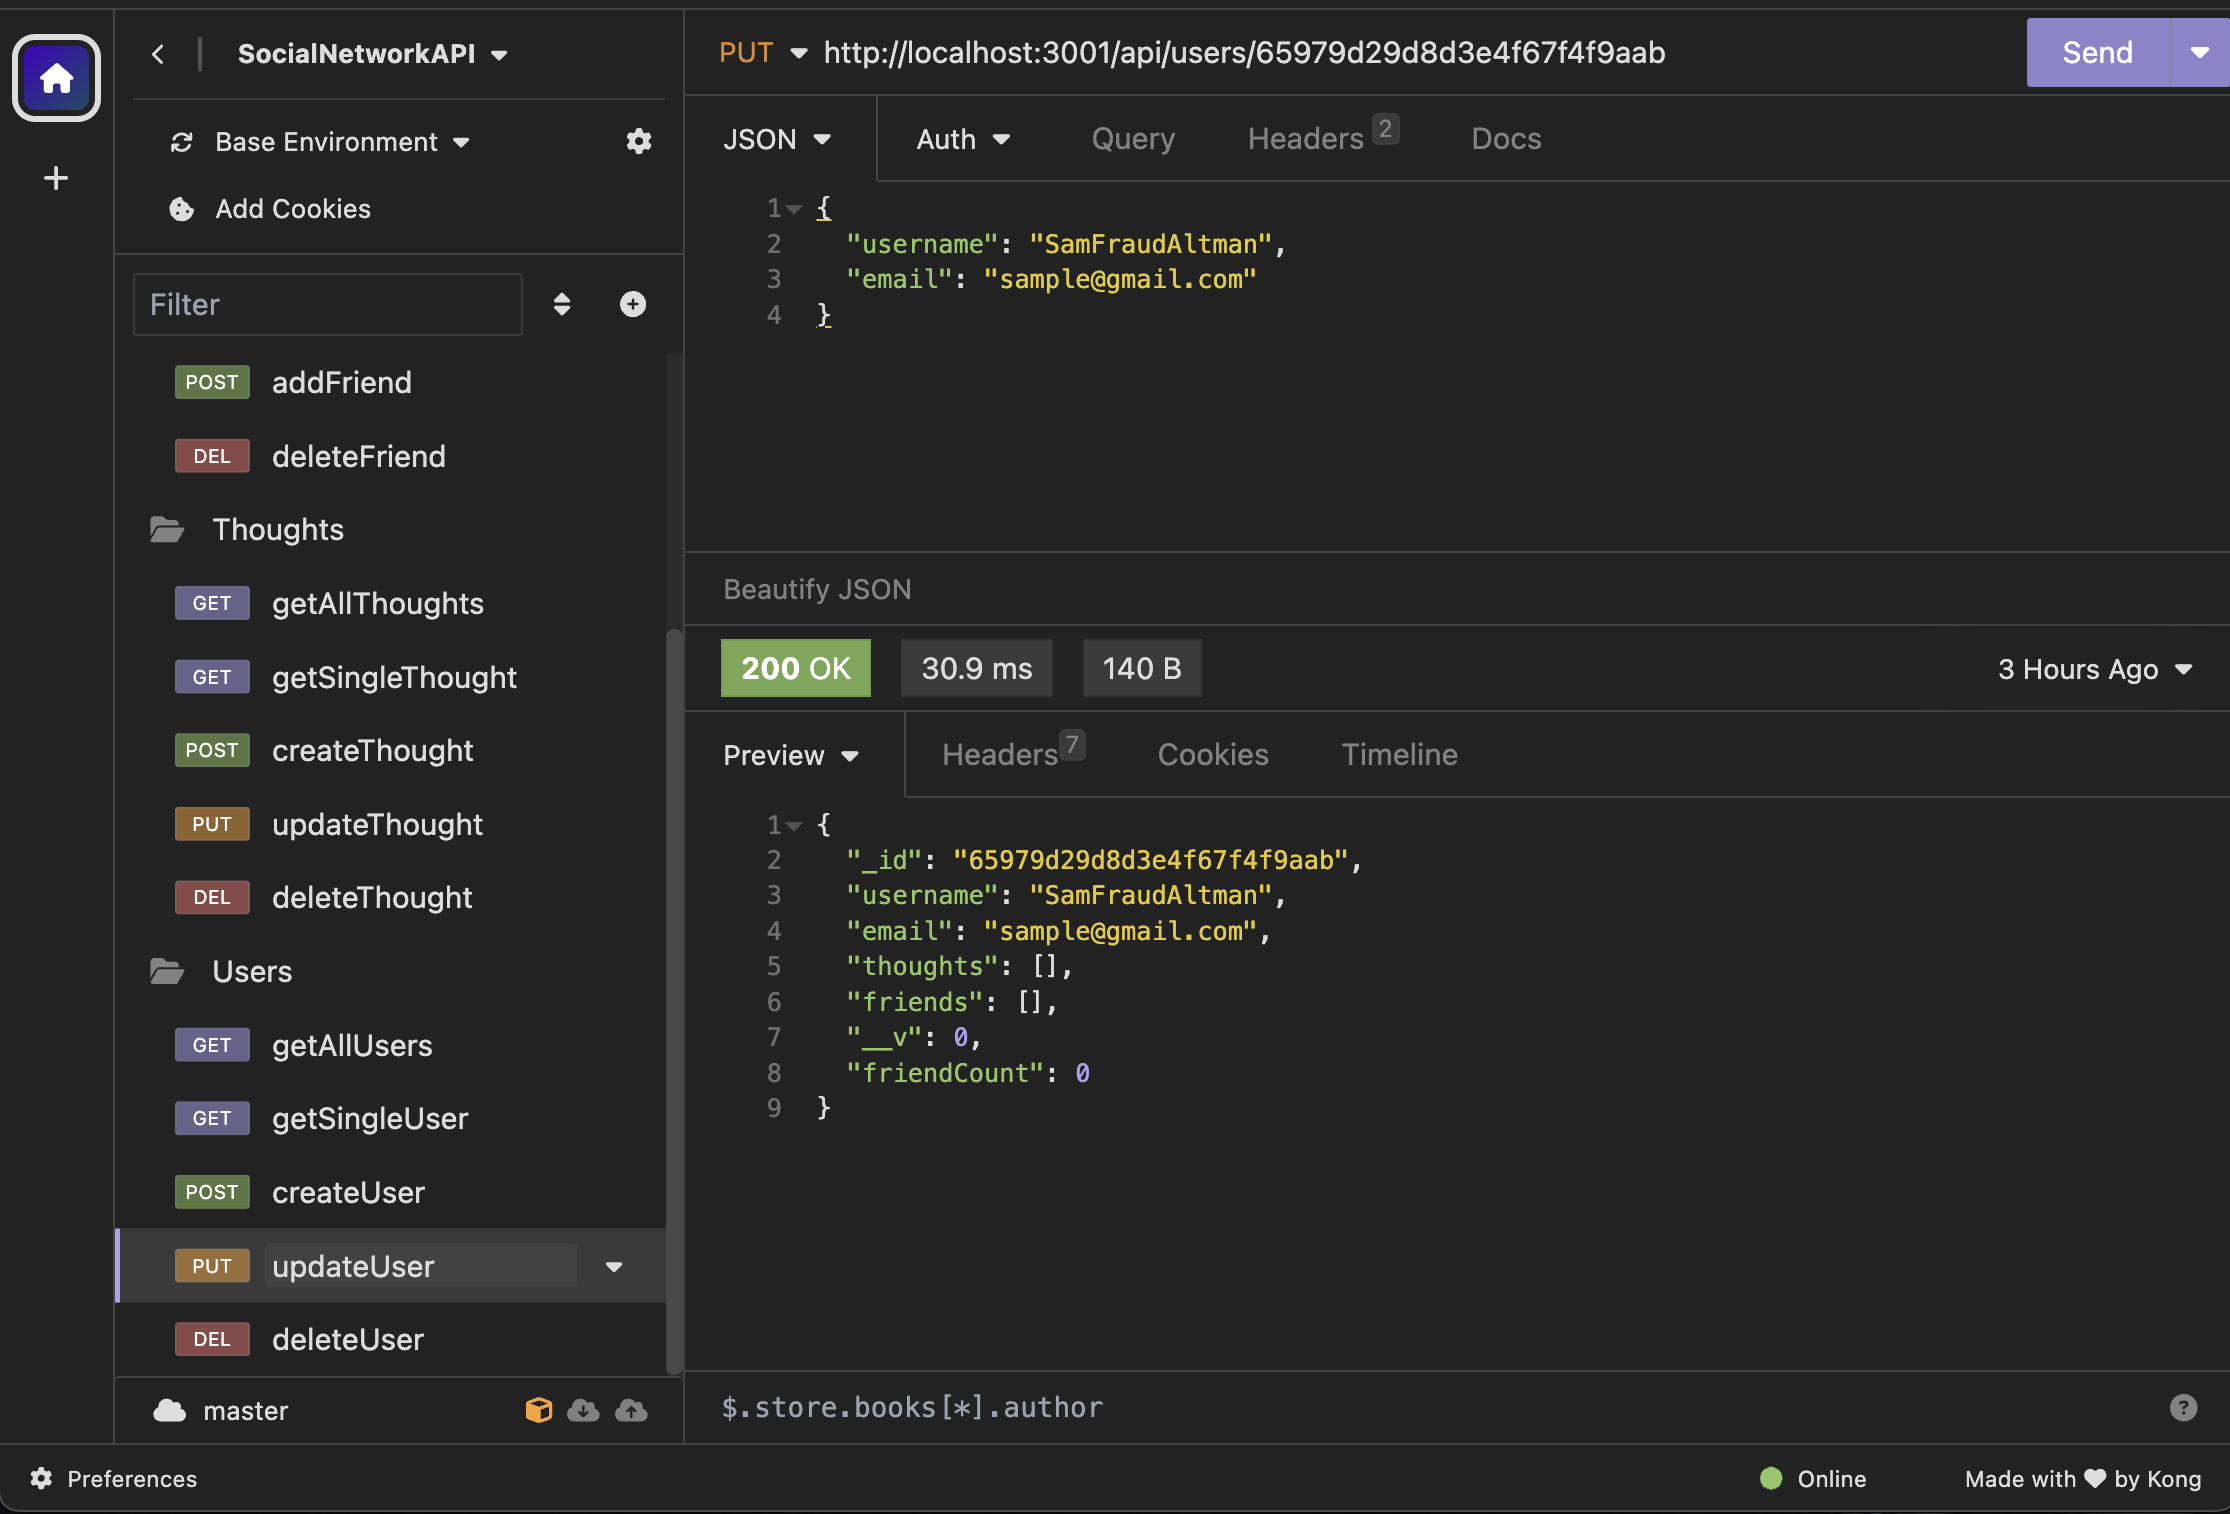 SocialNetworkAPI
Base Environment
Add Cookies
Filter
POST addFriend
DEL deleteFriend
Thoughts
GET getAllThoughts
GET getSingleThought
POST createThought
PUT updateThought
DEL deleteThought
Users
GET getAllUsers
GET getSingleUser
POST createUser
PUT updateUser
DEL deleteUser
master
PUT http://localhost:3001/api/users/65979d29d8d3e4f67f4f9aab
Send
JSON Auth Query Headers 2 Docs
1 {
2 "username": "SamFraudAltman",
3 "email": "sample@gmail.com"
4 }
Beautify JSON
200 OK 30.9 ms 140 B 3 Hours Ago
Preview Headers 7 Cookies Timeline
1 {
2 "_id": "65979d29d8d3e4f67f4f9aab",
3 "username": "SamFraudAltman",
4 "email": "sample@gmail.com",
5 "thoughts": [],
6 "friends": [],
7 "__v": 0,
8 "friendCount": 0
9 }
$.store.books[*].author
Preferences
Online
Made with ♥ by Kong